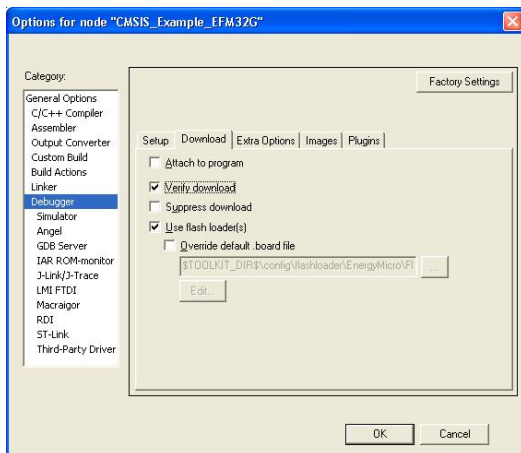 Options for node "CMSIS_Example_EFM32G"
Category:
Factory Settings
General Options
C/C++ Compiler
Assembler
Output Converter
Custom Build
Build Actions
Linker
Debugger
Simulator
Angel
GDB Server
IAR ROM-monitor
J-Link/J-Trace
LMI FTDI
Macraigor
RDI
ST-Link
Third-Party Driver
Setup Download Extra Options Images Plugins
Attach to program
Verify download
Suppress download
Use flash loader(s)
Override default .board file
$TOOLKIT_DIR$\config\flashloader\EnergyMicro\Fl
...
Edit...
OK Cancel